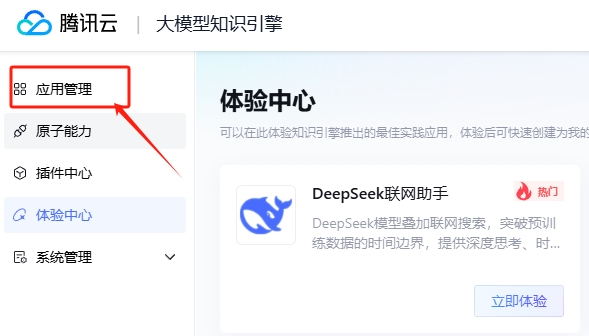 腾讯云 | 大模型知识引擎
应用管理
原子能力
插件中心
体验中心
系统管理
体验中心
可以在此体验知识引擎推出的最佳实践应用，体验后可快速创建为我的
DeepSeek联网助手
热门
DeepSeek模型叠加联网搜索，突破预训
练数据的时间边界，提供深度思考、时...
立即体验